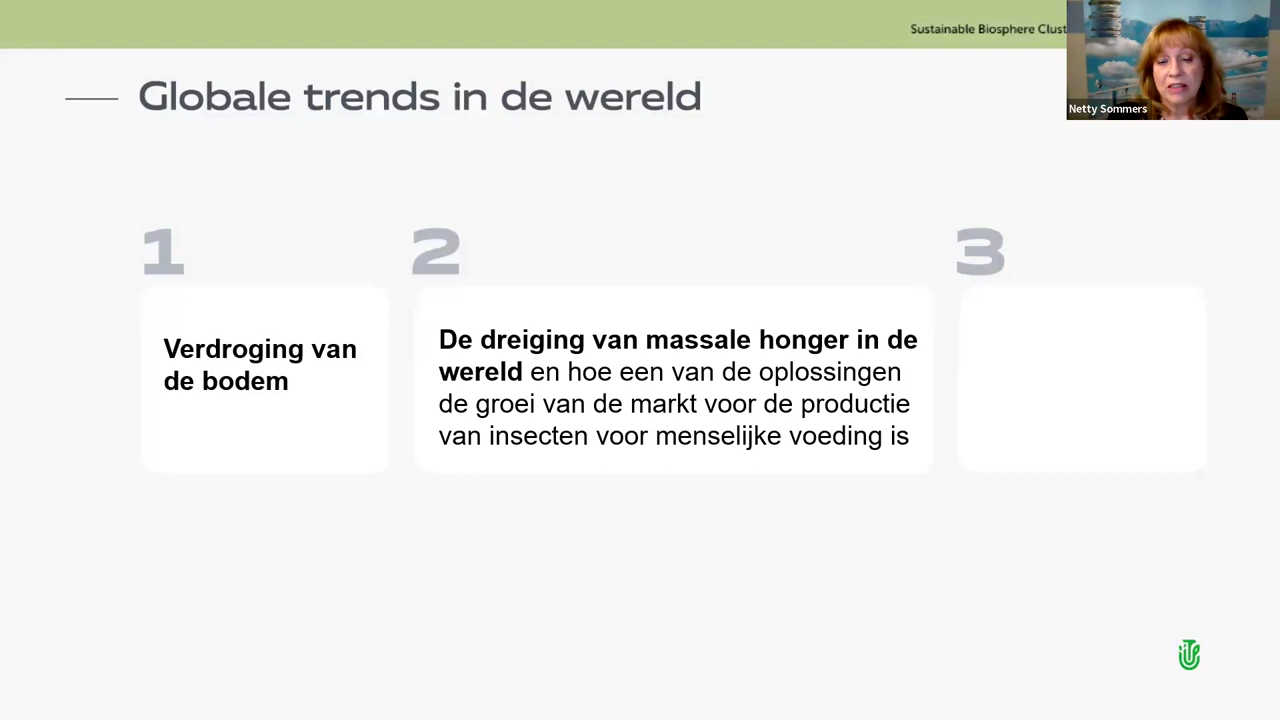 Sustainable Biosphere
Netty Sommers
Globale trends in de wereld
1
2
3
Verdroging van
de bodem
De dreiging van massale honger in de
wereld en hoe een van de oplossingen
de groei van de markt voor de productie
van insecten voor menselijke voeding is